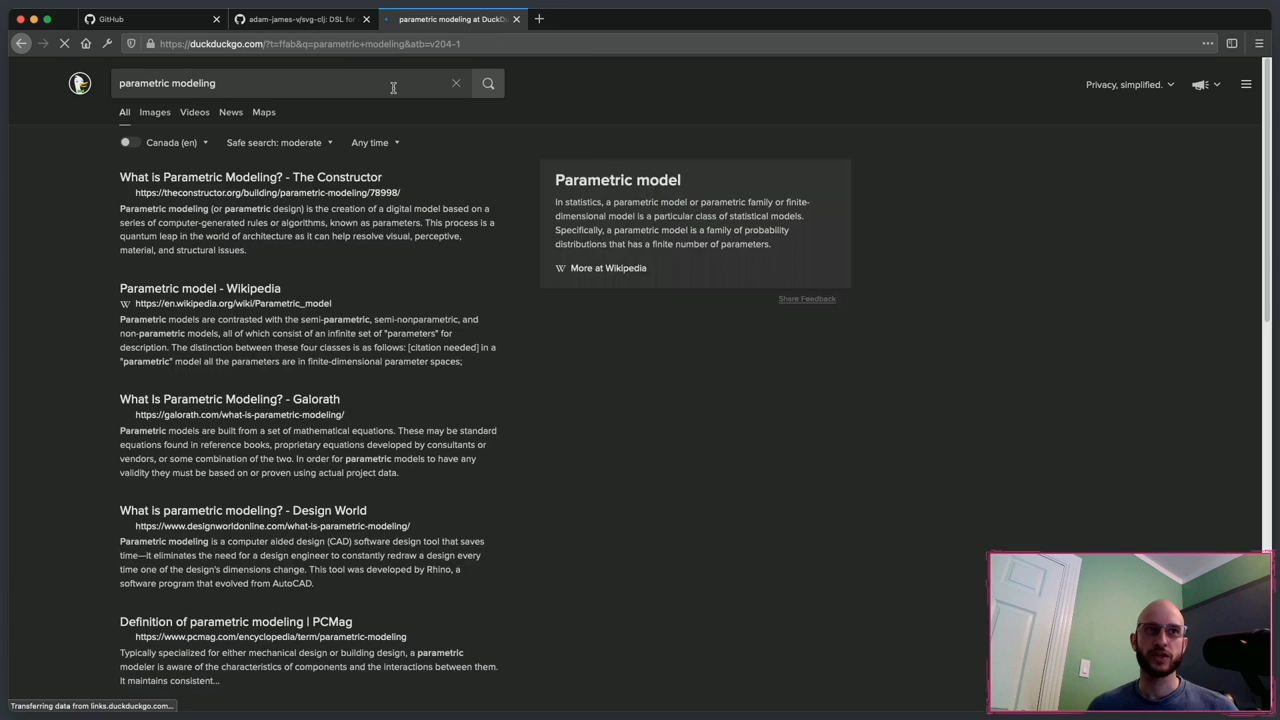 GitHub
adam-james-v/svg-clj: DSL for
parametric modeling at DuckDu
https://duckduckgo.com/?t=ffab&q=parametric+modeling&atb=v204-1
parametric modeling
Privacy, simplified.
All Images Videos News Maps
Canada (en) Safe search: moderate Any time
What is Parametric Modeling? - The Constructor
https://theconstructor.org/building/parametric-modeling/78998/
Parametric modeling (or parametric design) is the creation of a digital model based on a
series of computer-generated rules or algorithms, known as parameters. This process is a
quantum leap in the world of architecture as it can help resolve visual, perceptive,
material, and structural issues.
Parametric model - Wikipedia
W https://en.wikipedia.org/wiki/Parametric_model
Parametric models are contrasted with the semi-parametric, semi-nonparametric, and
non-parametric models, all of which consist of an infinite set of "parameters" for
description. The distinction between these four classes is as follows: [citation needed] in a
"parametric" model all the parameters are in finite-dimensional parameter spaces;
What Is Parametric Modeling? - Galorath
https://galorath.com/what-is-parametric-modeling/
Parametric models are built from a set of mathematical equations. These may be standard
equations found in reference books, proprietary equations developed by consultants or
vendors, or some combination of the two. In order for parametric models to have any
validity they must be based on or proven using actual project data.
What is parametric modeling? - Design World
https://www.designworldonline.com/what-is-parametric-modeling/
Parametric modeling is a computer aided design (CAD) software design tool that saves
time—it eliminates the need for a design engineer to constantly redraw a design every
time one of the design's dimensions change. This tool was developed by Rhino, a
software program that evolved from AutoCAD.
Definition of parametric modeling | PCMag
https://www.pcmag.com/encyclopedia/term/parametric-modeling
Typically specialized for either mechanical design or building design, a parametric
modeler is aware of the characteristics of components and the interactions between them.
It maintains consistent...
Parametric model
In statistics, a parametric model or parametric family or finite-
dimensional model is a particular class of statistical models.
Specifically, a parametric model is a family of probability
distributions that has a finite number of parameters.
W More at Wikipedia
Share Feedback
Transferring data from links.duckduckgo.com...